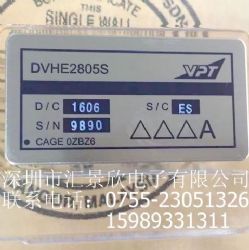 SINGLE WALL
DVHE2805S
VPT
D/C 1606 S/C ES
S/N 9890
△△△A
CAGE 0ZBZ6
深圳市汇景欣电子有限公司
联系电话：0755-23051326
15989331311